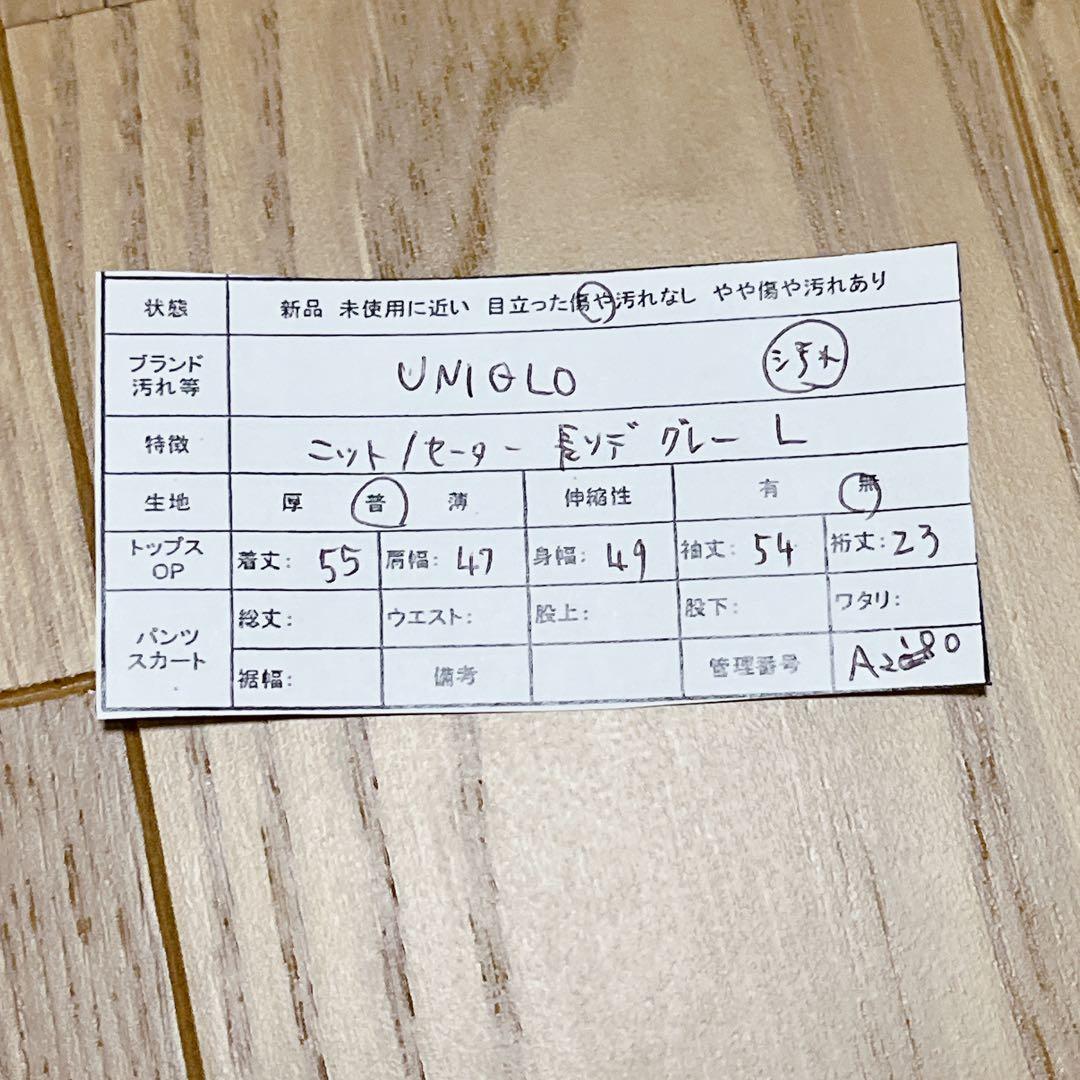 状態 新品 未使用に近い 目立った傷や汚れなし やや傷や汚れあり
ブランド 汚れ等 UNIQLO
特徴 ニット/セーター 長ソデ グレー L
生地 厚 普 薄 伸縮性 有 無
トップス OP 着丈: 55 肩幅: 47 身幅: 49 袖丈: 54 裄丈: 23
パンツ スカート 総丈: ウエスト: 股上: 股下: ワタリ:
裾幅: 備考 管理番号